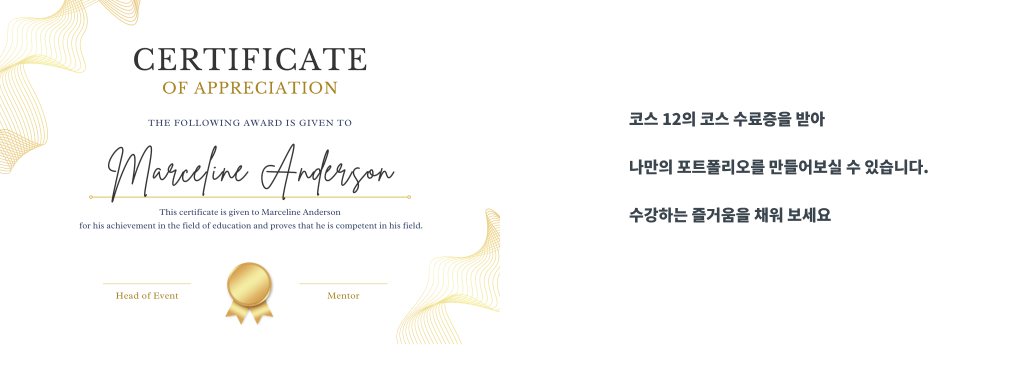 CERTIFICATE
OF APPRECIATION
THE FOLLOWING AWARD IS GIVEN TO
Marceline Anderson
This certificate is given to Marceline Anderson
for his achievement in the field of education and proves that he is competent in his field.
Head of Event
Mentor
코스 12의 코스 수료증을 받아
나만의 포트폴리오를 만들어보실 수 있습니다.
수강하는 즐거움을 채워 보세요